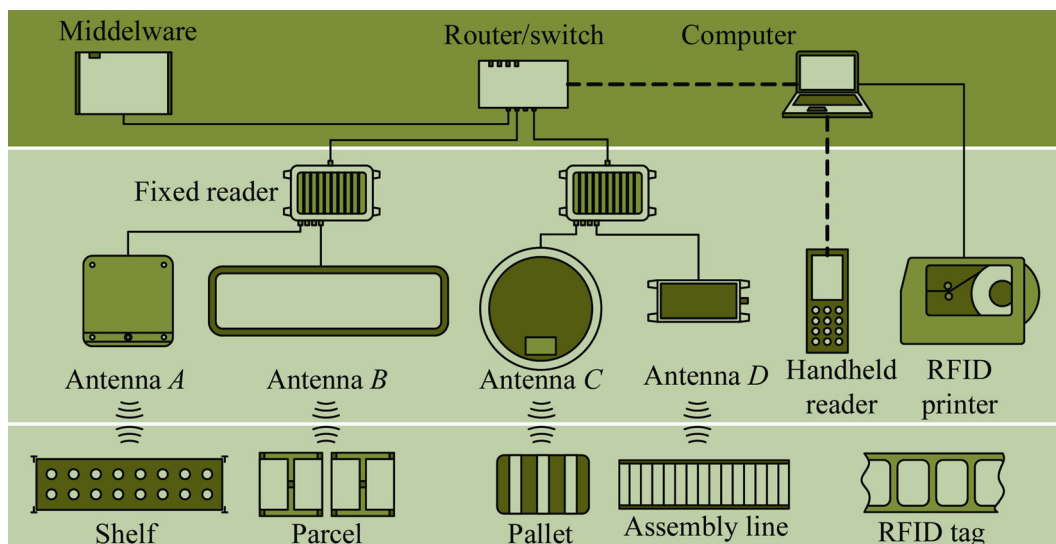 Middelware
Router/switch
Computer
Fixed reader
Antenna A
Antenna B
Antenna C
Antenna D
Handheld
reader
RFID
printer
Shelf
Parcel
Pallet
Assembly line
RFID tag